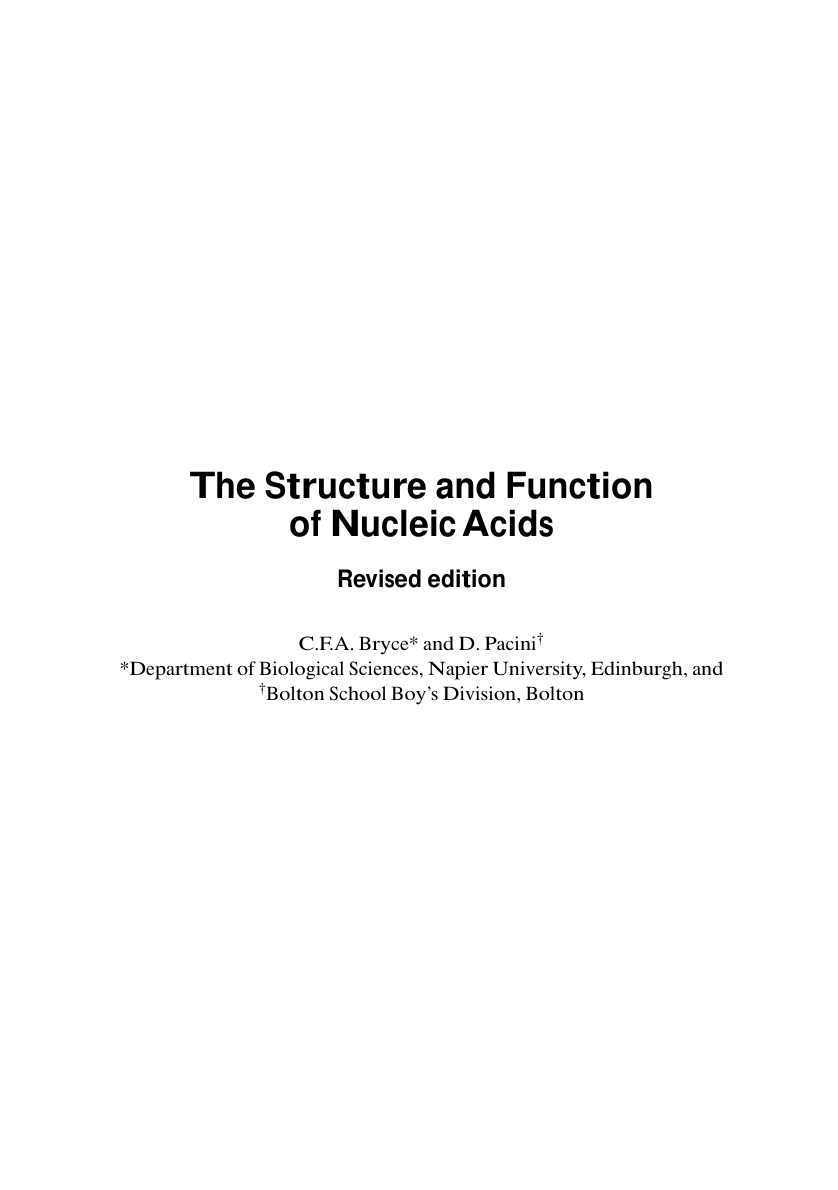 The Structure and Function
of Nucleic Acids
Revised edition
C.F.A. Bryce* and D. Pacini†
*Department of Biological Sciences, Napier University, Edinburgh, and
†Bolton School Boy’s Division, Bolton